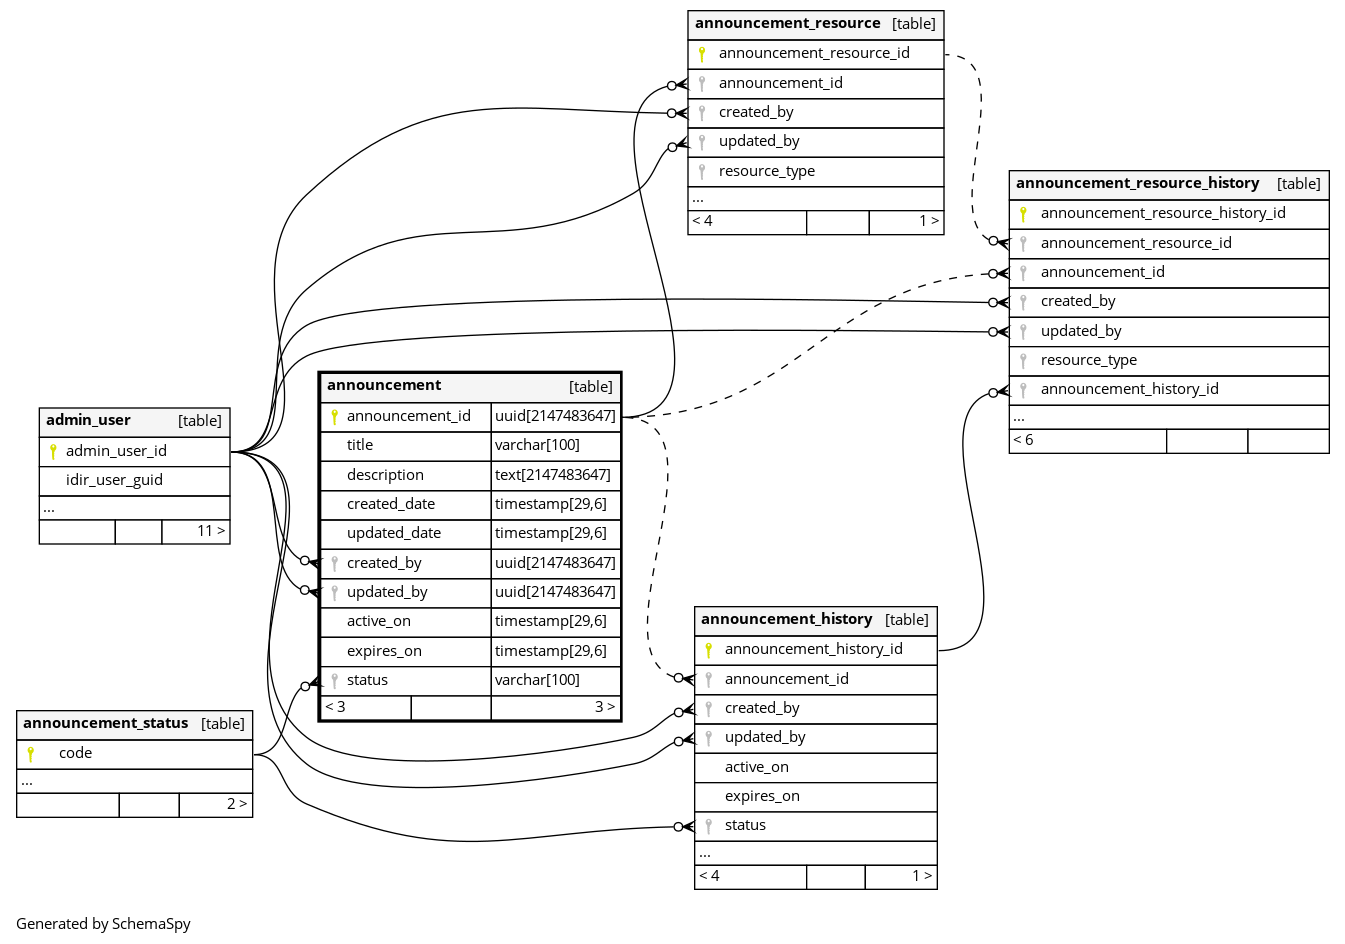 announcement_resource [table]
announcement_resource_id
announcement_id
created_by
updated_by
resource_type
...
< 4 1 >
announcement_resource_history [table]
announcement_resource_history_id
announcement_resource_id
announcement_id
created_by
updated_by
resource_type
announcement_history_id
...
< 6
announcement [table]
announcement_id uuid[2147483647]
title varchar[100]
description text[2147483647]
created_date timestamp[29,6]
updated_date timestamp[29,6]
created_by uuid[2147483647]
updated_by uuid[2147483647]
active_on timestamp[29,6]
expires_on timestamp[29,6]
status varchar[100]
< 3 3 >
admin_user [table]
admin_user_id
idir_user_guid
...
11 >
announcement_history [table]
announcement_history_id
announcement_id
created_by
updated_by
active_on
expires_on
status
...
< 4 1 >
announcement_status [table]
code
...
2 >
Generated by SchemaSpy